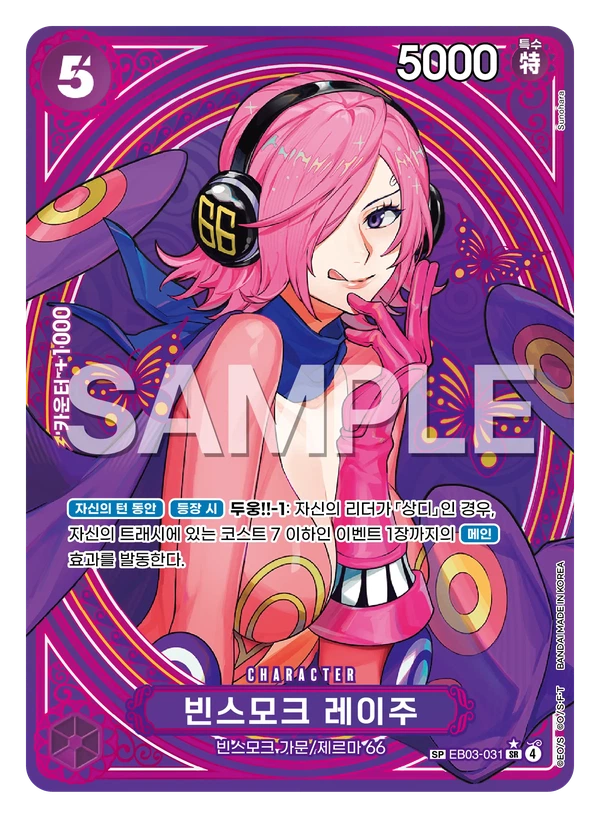 5
5000
특수
特
Sunohara
66
카운터+1000
SAMPLE
자신의 턴 동안 등장 시 두웅!!-1: 자신의 리더가 「상디」인 경우,
자신의 트래시에 있는 코스트 7 이하인 이벤트 1장까지의 메인
효과를 발동한다.
CHARACTER
빈스모크 레이주
빈스모크 가문/제르마 66
SP EB03-031 SR 4
©E.O/S ©O/S·F·T BANDAI MADE IN KOREA